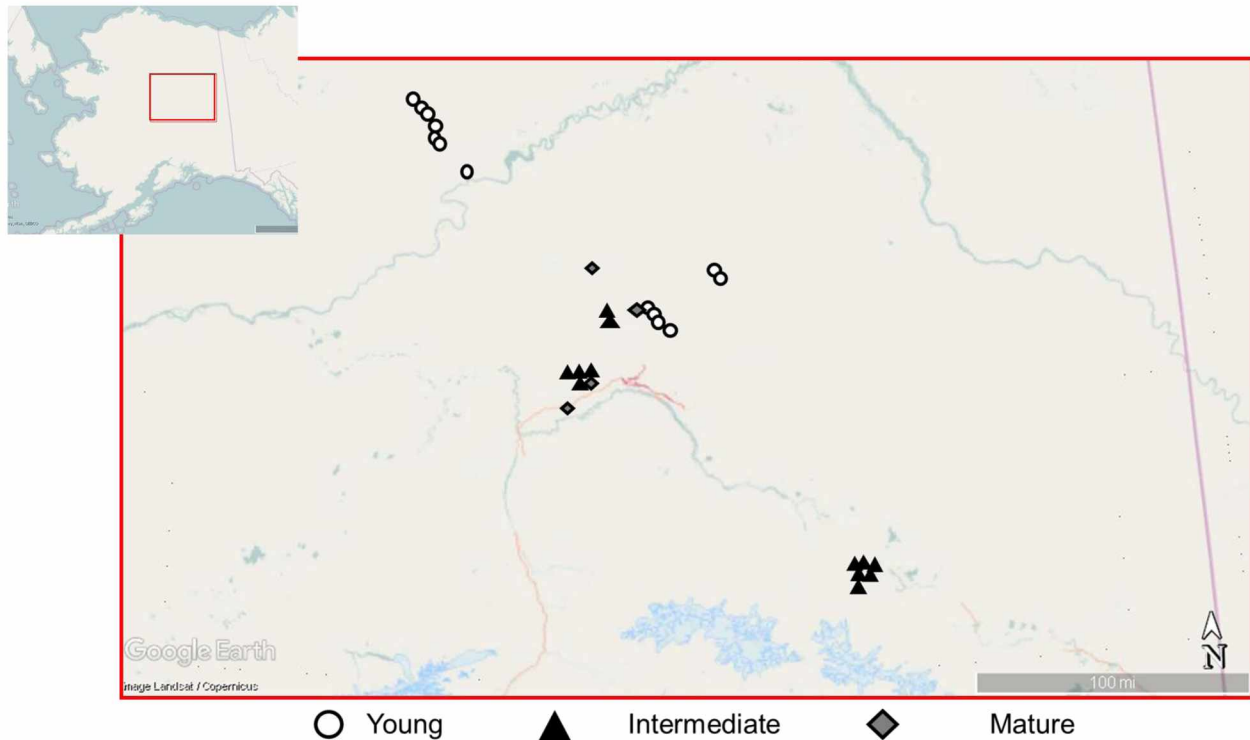 Google Earth
Image Landsat / Copernicus
N
100 mi
Young
Intermediate
Mature